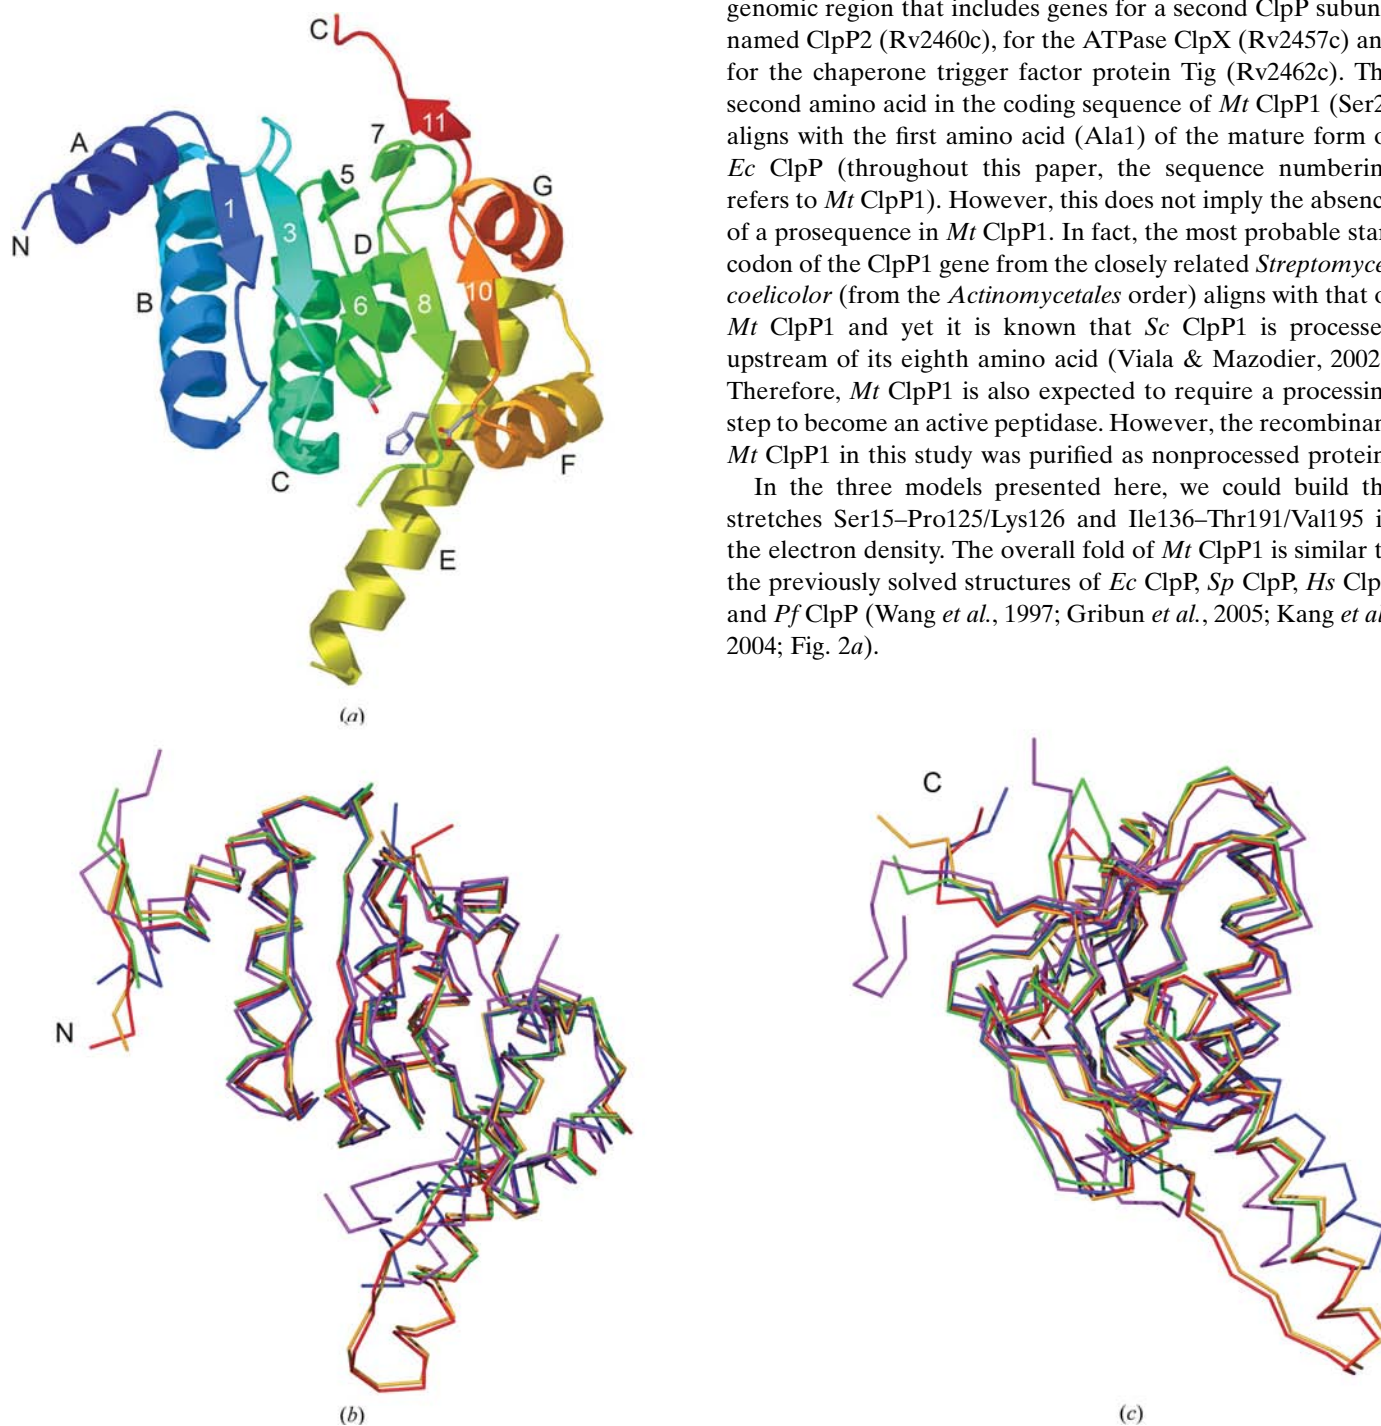 genomic region that includes genes for a second ClpP subun
named ClpP2 (Rv2460c), for the ATPase ClpX (Rv2457c) an
for the chaperone trigger factor protein Tig (Rv2462c). Th
second amino acid in the coding sequence of Mt ClpP1 (Ser2
aligns with the first amino acid (Ala1) of the mature form o
Ec ClpP (throughout this paper, the sequence numberin
refers to Mt ClpP1). However, this does not imply the absenc
of a prosequence in Mt ClpP1. In fact, the most probable star
codon of the ClpP1 gene from the closely related Streptomyce
coelicolor (from the Actinomycetales order) aligns with that o
Mt ClpP1 and yet it is known that Sc ClpP1 is processe
upstream of its eighth amino acid (Viala & Mazodier, 2002
Therefore, Mt ClpP1 is also expected to require a processin
step to become an active peptidase. However, the recombinan
Mt ClpP1 in this study was purified as nonprocessed protein
In the three models presented here, we could build th
stretches Ser15–Pro125/Lys126 and Ile136–Thr191/Val195 i
the electron density. The overall fold of Mt ClpP1 is similar t
the previously solved structures of Ec ClpP, Sp ClpP, Hs Clp
and Pf ClpP (Wang et al., 1997; Gribun et al., 2005; Kang et al
2004; Fig. 2a).
C
11
A
7
5
G
1
3
N
D
B
6
8
10
C
F
E
(a)
N
(b)
C
(c)